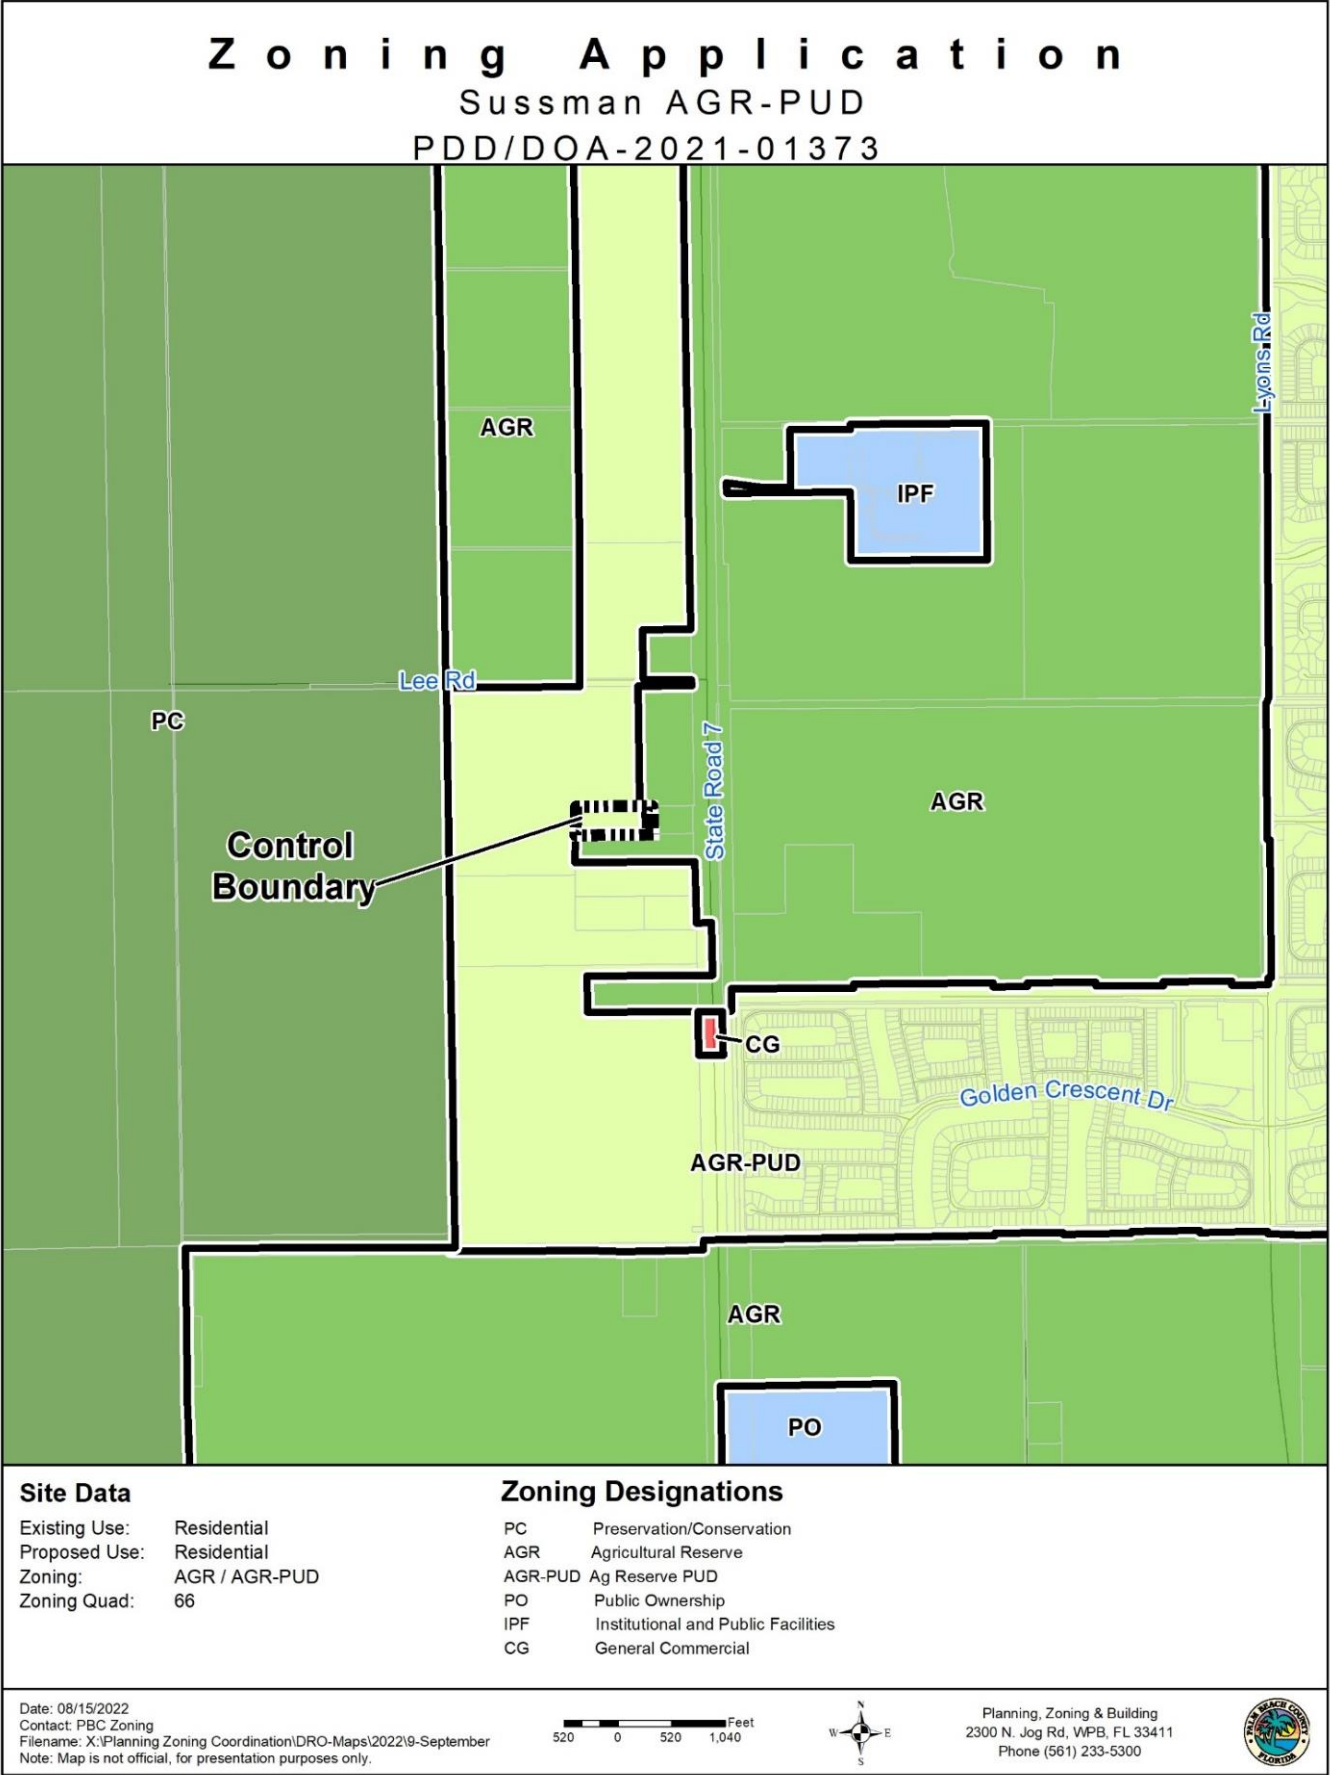 Zoning Application
Sussman AGR-PUD
PDD/DOA-2021-01373
Lyons Rd
AGR
IPF
Lee Rd
PC
State Road 7
AGR
Control
Boundary
CG
Golden Crescent Dr
AGR-PUD
AGR
PO
Site Data
Existing Use: Residential
Proposed Use: Residential
Zoning: AGR / AGR-PUD
Zoning Quad: 66
Zoning Designations
PC Preservation/Conservation
AGR Agricultural Reserve
AGR-PUD Ag Reserve PUD
PO Public Ownership
IPF Institutional and Public Facilities
CG General Commercial
Date: 08/15/2022
Contact: PBC Zoning
Filename: X:\Planning Zoning Coordination\DRO-Maps\2022\9-September
Note: Map is not official, for presentation purposes only.
Feet
520 0 520 1,040
N
W E
S
Planning, Zoning & Building
2300 N. Jog Rd, WPB, FL 33411
Phone (561) 233-5300
PALM BEACH COUNTY
FLORIDA